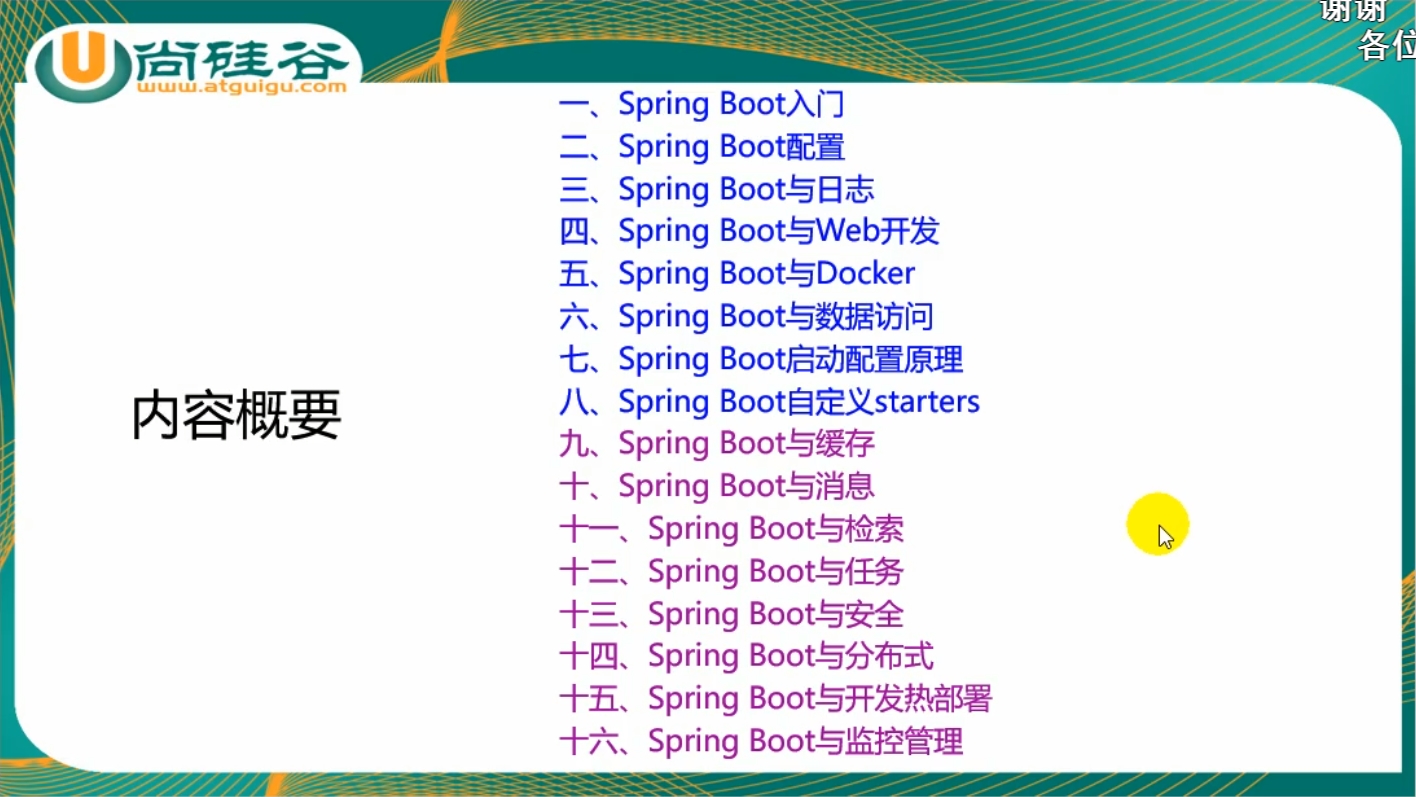 谢谢
各位
尚硅谷
www.atguigu.com
内容概要
一、Spring Boot入门
二、Spring Boot配置
三、Spring Boot与日志
四、Spring Boot与Web开发
五、Spring Boot与Docker
六、Spring Boot与数据访问
七、Spring Boot启动配置原理
八、Spring Boot自定义starters
九、Spring Boot与缓存
十、Spring Boot与消息
十一、Spring Boot与检索
十二、Spring Boot与任务
十三、Spring Boot与安全
十四、Spring Boot与分布式
十五、Spring Boot与开发热部署
十六、Spring Boot与监控管理